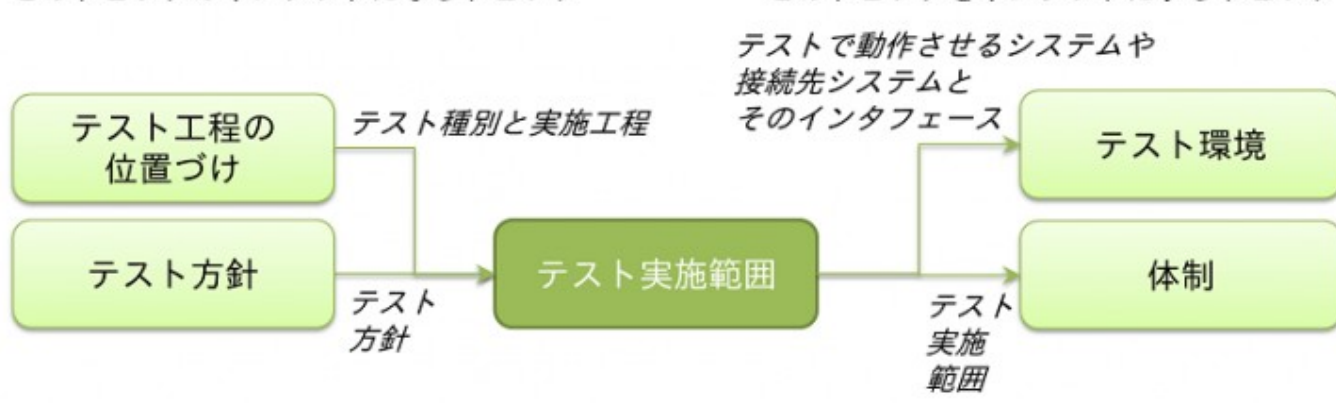 テストで動作させるシステムや
接続先システムと
そのインタフェース
テスト工程の
位置づけ
テスト種別と実施工程
テスト環境
テスト方針
テスト
方針
テスト実施範囲
体制
テスト
実施
範囲